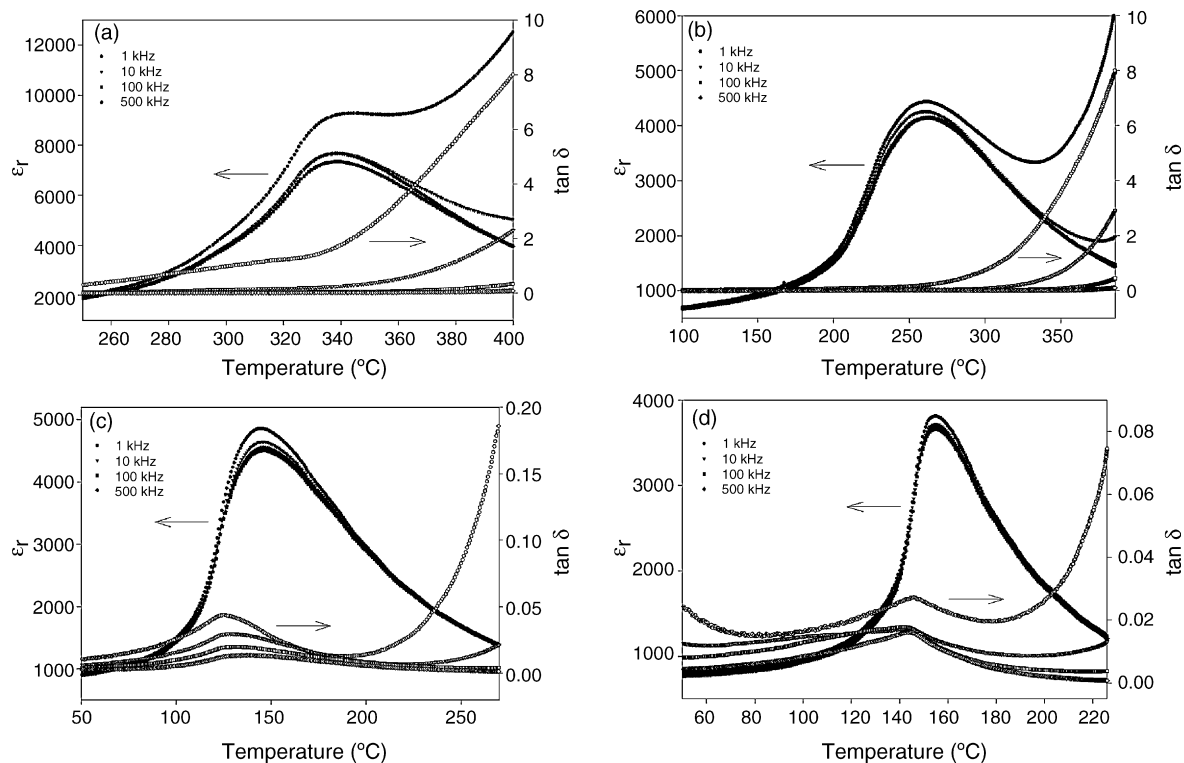 (a)
1 kHz
10 kHz
100 kHz
500 kHz
12000
10000
8000
6000
4000
2000
εr
10
8
6
4
2
0
tan δ
260 280 300 320 340 360 380 400
Temperature (ºC)
(b)
1 kHz
10 kHz
100 kHz
500 kHz
6000
5000
4000
3000
2000
1000
εr
10
8
6
4
2
0
tan δ
100 150 200 250 300 350
Temperature (ºC)
(c)
1 kHz
10 kHz
100 kHz
500 kHz
5000
4000
3000
2000
1000
εr
0.20
0.15
0.10
0.05
0.00
tan δ
50 100 150 200 250
Temperature (ºC)
(d)
1 kHz
10 kHz
100 kHz
500 kHz
4000
3000
2000
1000
εr
0.08
0.06
0.04
0.02
0.00
tan δ
60 80 100 120 140 160 180 200 220
Temperature (ºC)